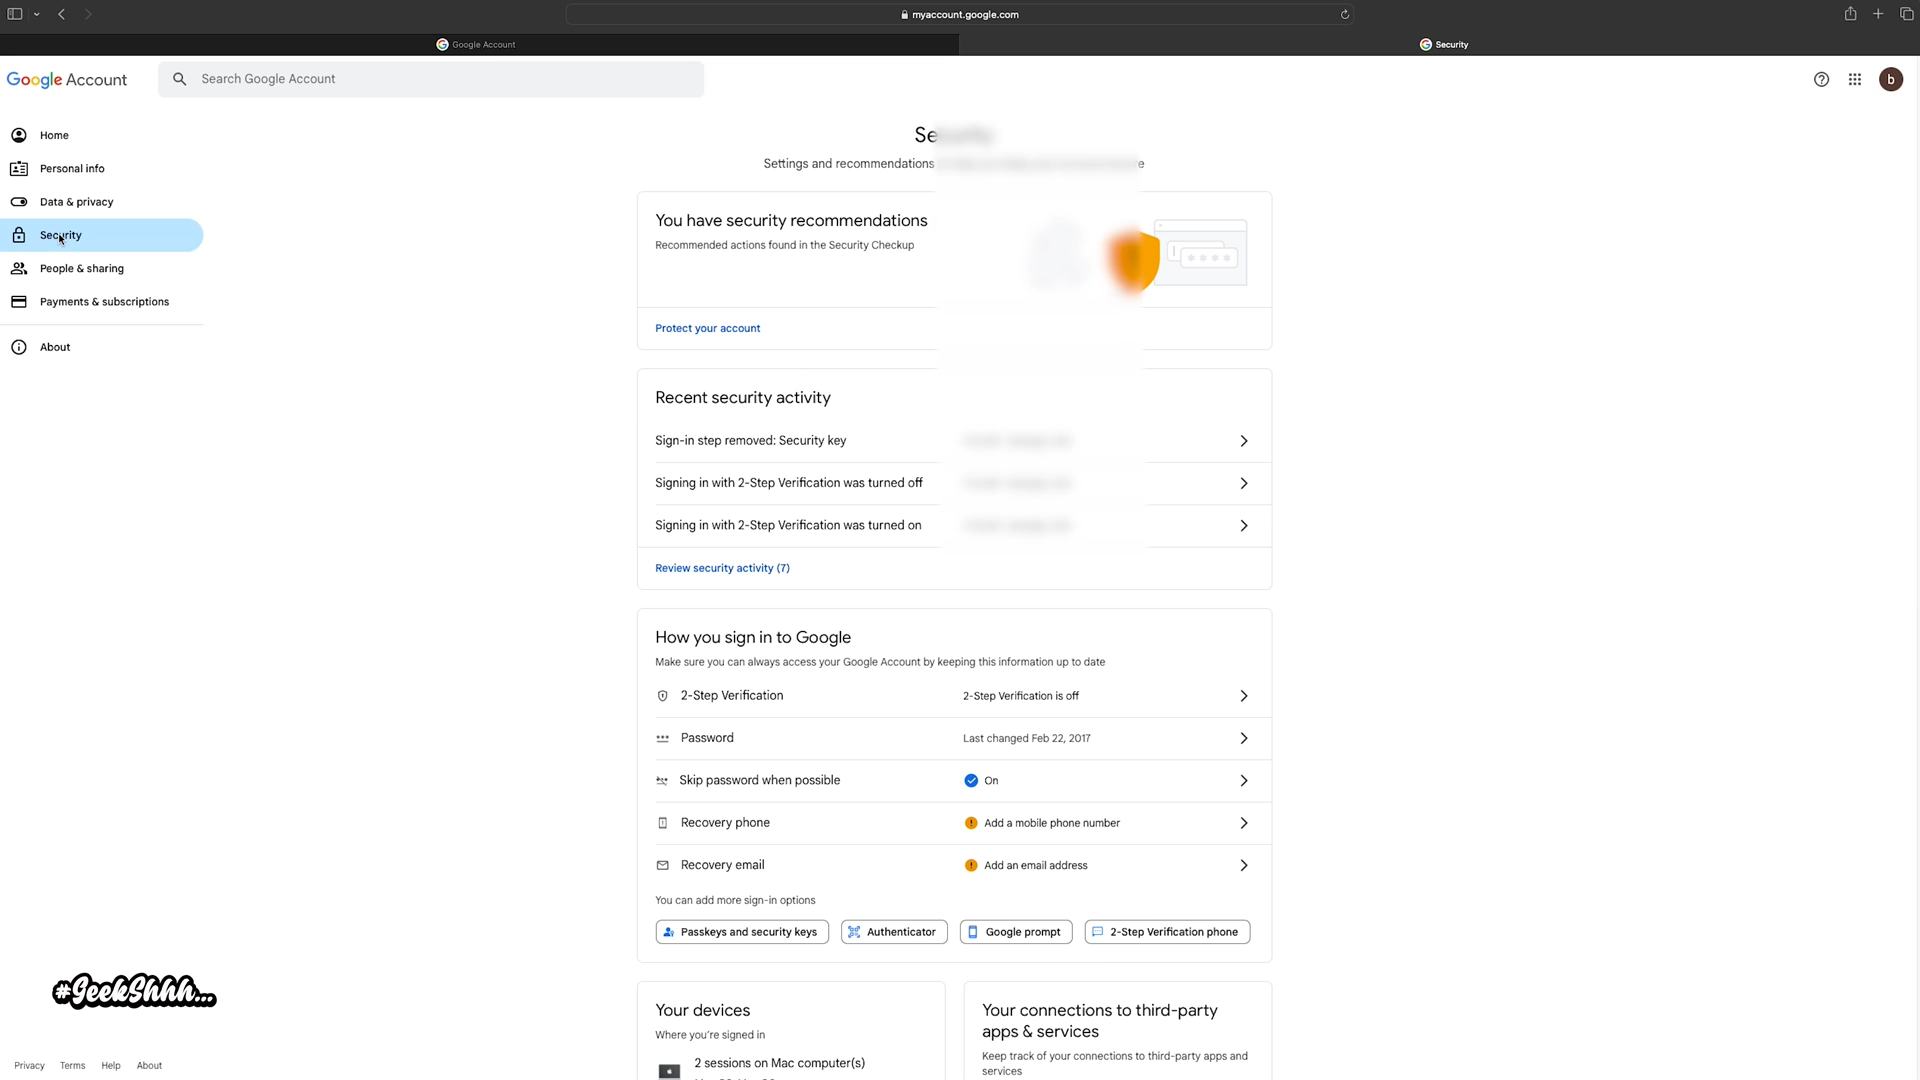 myaccount.google.com
Google Account
Security
Google Account
Search Google Account
b
Home
Personal info
Data & privacy
Security
People & sharing
Payments & subscriptions
About
Se
Settings and recommendations
You have security recommendations
Recommended actions found in the Security Checkup
Protect your account
Recent security activity
Sign-in step removed: Security key
Signing in with 2-Step Verification was turned off
Signing in with 2-Step Verification was turned on
Review security activity (7)
How you sign in to Google
Make sure you can always access your Google Account by keeping this information up to date
2-Step Verification 2-Step Verification is off
Password Last changed Feb 22, 2017
Skip password when possible On
Recovery phone Add a mobile phone number
Recovery email Add an email address
You can add more sign-in options
Passkeys and security keys Authenticator Google prompt 2-Step Verification phone
#GeekShhh...
Your devices
Where you're signed in
2 sessions on Mac computer(s)
Your connections to third-party
apps & services
Keep track of your connections to third-party apps and
services
Privacy Terms Help About